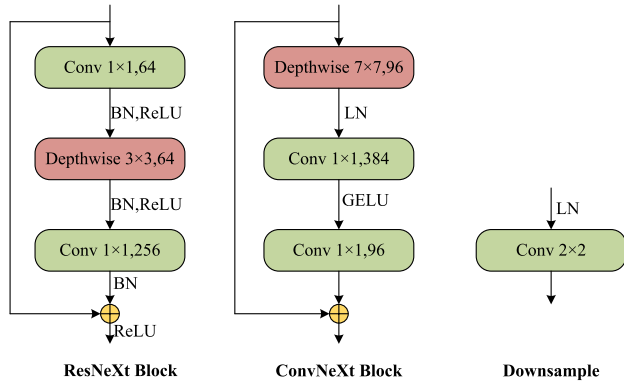 Conv 1×1,64
BN,ReLU
Depthwise 3×3,64
BN,ReLU
Conv 1×1,256
BN
ReLU
ResNeXt Block
Depthwise 7×7,96
LN
Conv 1×1,384
GELU
Conv 1×1,96
ConvNeXt Block
LN
Conv 2×2
Downsample